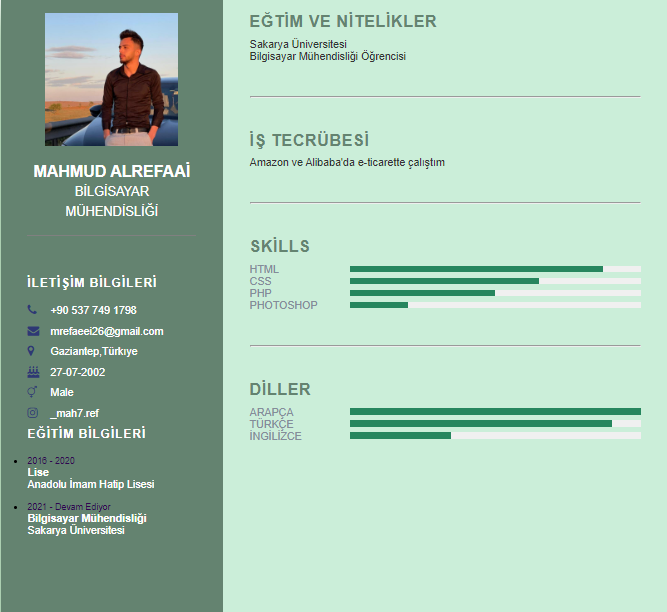 MAHMUD ALREFAAİ
BİLGİSAYAR
MÜHENDİSLİĞİ
İLETİŞİM BİLGİLERİ
+90 537 749 1798
mrefaeei26@gmail.com
Gaziantep,Türkıye
27-07-2002
Male
_mah7.ref
EĞİTİM BİLGİLERİ
2016 - 2020
Lise
Anadolu İmam Hatip Lisesi
2021 - Devam Ediyor
Bilgisayar Mühendisliği
Sakarya Üniversitesi
EĞTİM VE NİTELİKLER
Sakarya Üniversitesi
Bilgisayar Mühendisliği Öğrencisi
İŞ TECRÜBESİ
Amazon ve Alibaba'da e-ticarette çalıştım
SKİLLS
HTML
CSS
PHP
PHOTOSHOP
DİLLER
ARAPÇA
TÜRKÇE
İNGİLİZCE